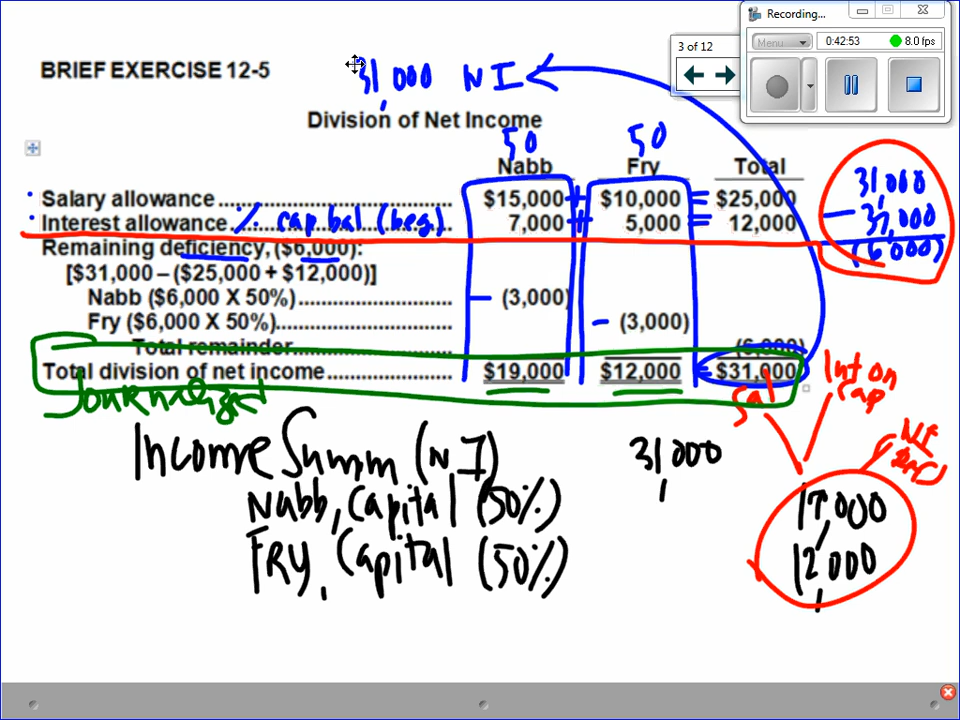 Recording...
Menu
0:42:53
8.0 fps
3 of 12
BRIEF EXERCISE 12-5
31,000 NI
Division of Net Income
50 50
Nabb Fry Total
Salary allowance ........ $15,000 + $10,000 = $25,000
Interest allowance ........ % cap bal (beg) 7,000 + 5,000 = 12,000
31,000
— 37,000
(6,000)
Remaining deficiency, ($6,000):
[$31,000 – ($25,000 + $12,000)]
Nabb ($6,000 X 50%) ........ – (3,000)
Fry ($6,000 X 50%) ........ – (3,000)
Total remainder ........ (6,000)
Total division of net income ........ $19,000 $12,000 = $31,000
Journalized
Sal
Int on
Cap
Income Summ (NI) 31,000
Nabb, Capital (50%) 19,000
FRY, Capital (50%) 12,000